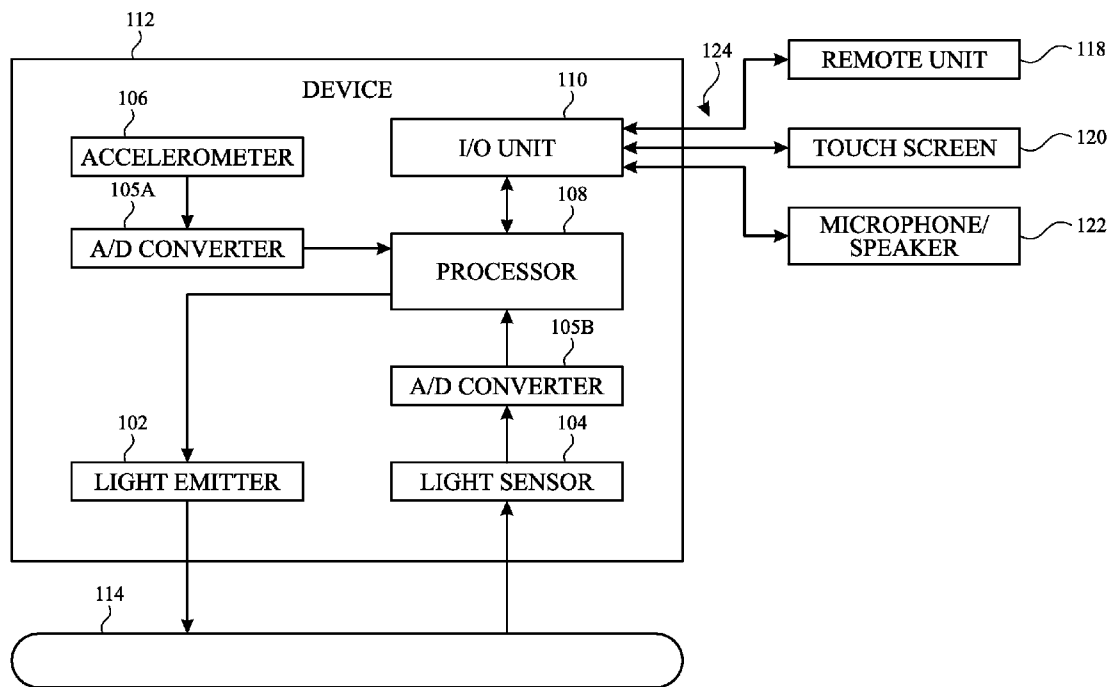 112
DEVICE
106
ACCELEROMETER
105A
A/D CONVERTER
110
I/O UNIT
108
PROCESSOR
105B
A/D CONVERTER
102
LIGHT EMITTER
104
LIGHT SENSOR
114
124
REMOTE UNIT
118
TOUCH SCREEN
120
MICROPHONE/
SPEAKER
122